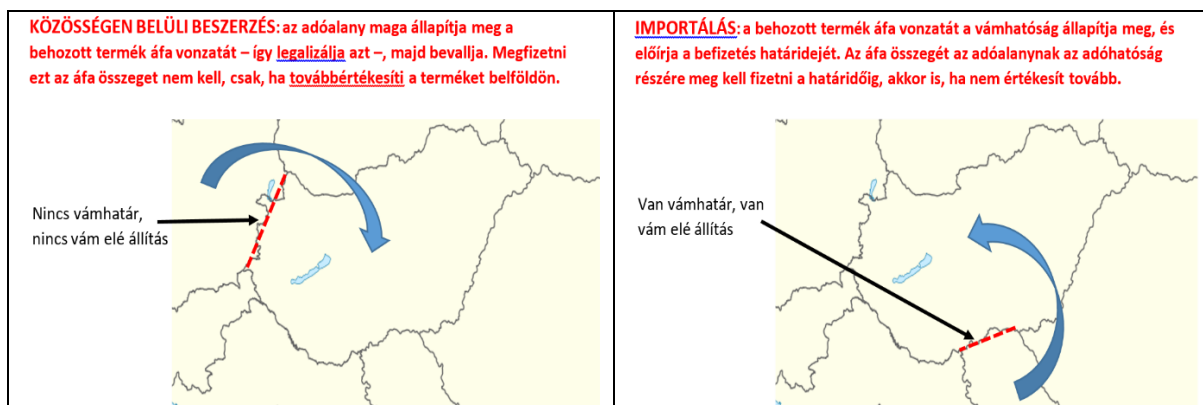 KÖZÖSSÉGEN BELÜLI BESZERZÉS: az adóalany maga állapítja meg a
behozott termék áfa vonzatát – így legalizálja azt –, majd bevallja. Megfizetni
ezt az áfa összeget nem kell, csak, ha továbbértékesíti a terméket belföldön.
Nincs vámhatár,
nincs vám elé állítás
IMPORTÁLÁS: a behozott termék áfa vonzatát a vámhatóság állapítja meg, és
előírja a befizetés határidejét. Az áfa összegét az adóalanynak az adóhatóság
részére meg kell fizetni a határidőig, akkor is, ha nem értékesít tovább.
Van vámhatár, van
vám elé állítás